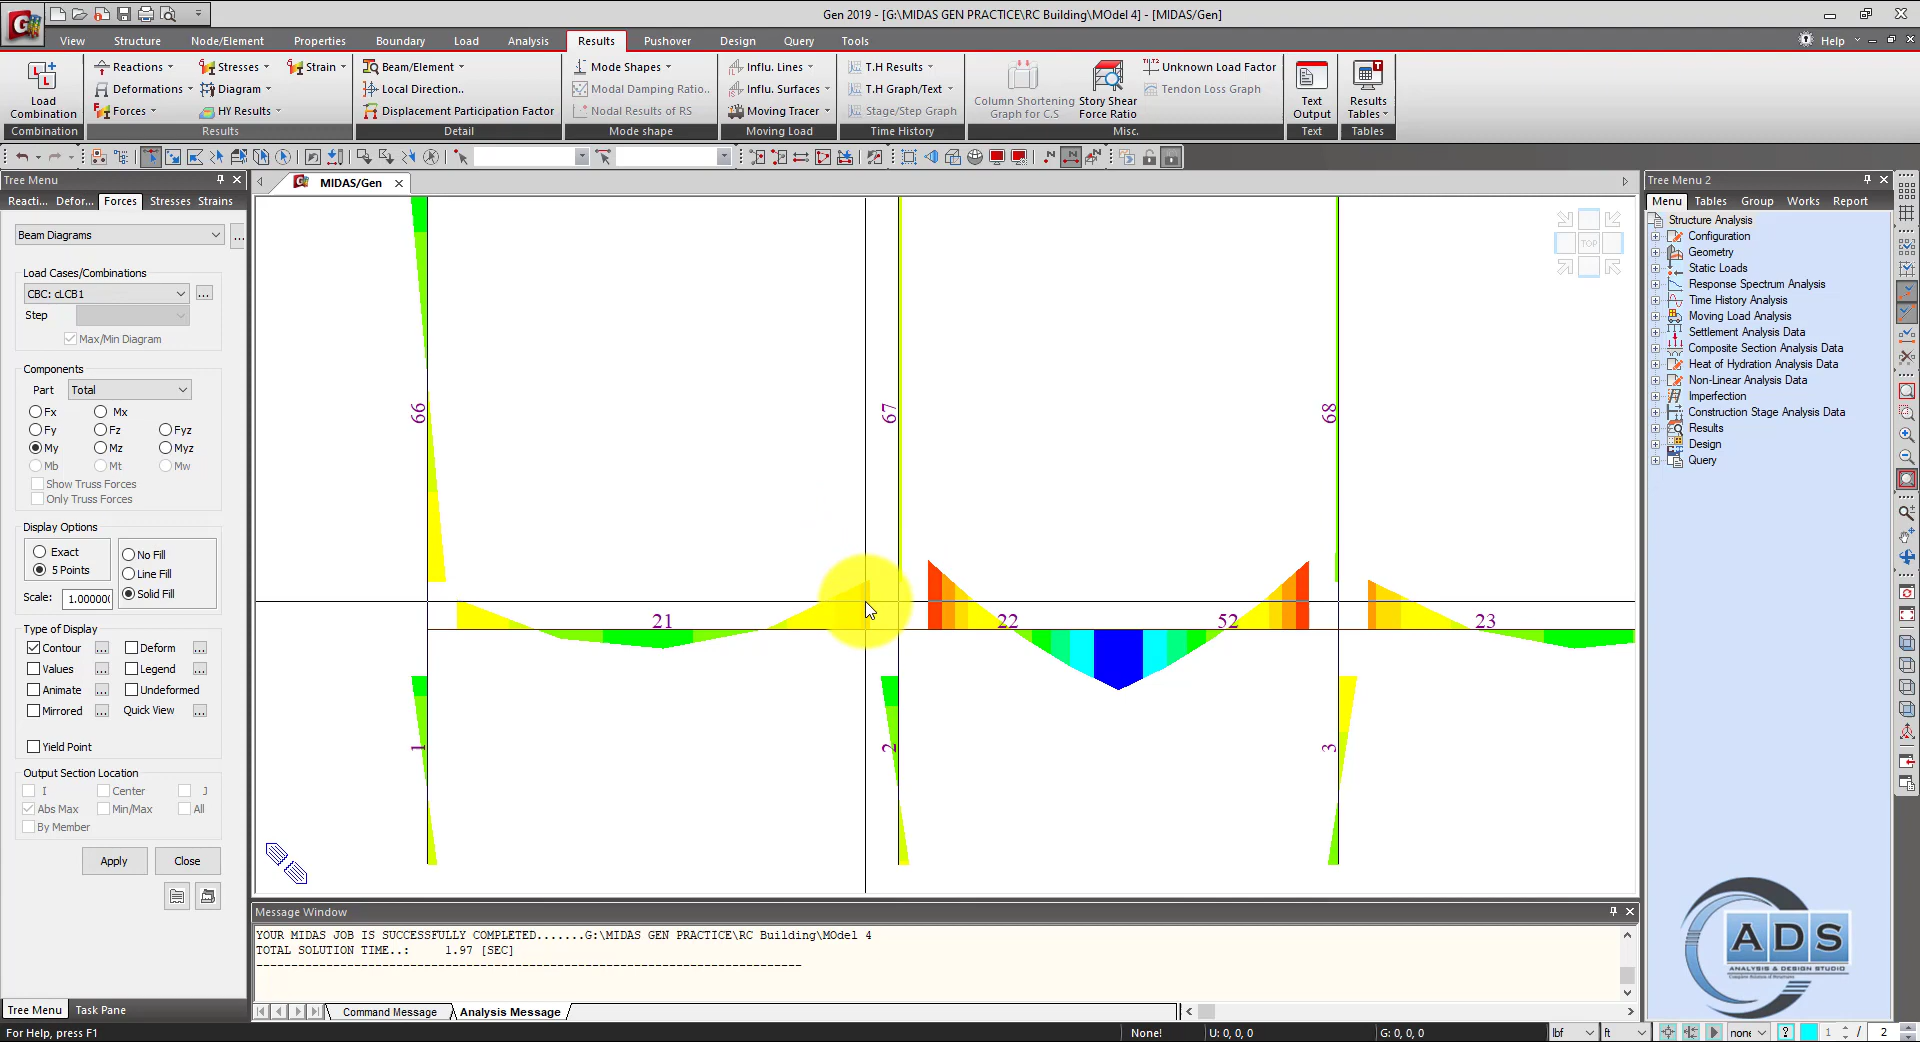 Gen 2019 - [G:\MIDAS GEN PRACTICE\RC Building\MOdel 4] - [MIDAS/Gen]
View Structure Node/Element Properties Boundary Load Analysis Results Pushover Design Query Tools Help
Load Combination
Combination
Reactions Stresses Strain
Deformations Diagram
Forces HY Results
Results
Beam/Element
Local Direction..
Displacement Participation Factor
Detail
Mode Shapes
Modal Damping Ratio..
Nodal Results of RS
Mode shape
Influ. Lines
Influ. Surfaces
Moving Tracer
Moving Load
T.H Results
T.H Graph/Text
Stage/Step Graph
Time History
Column Shortening Graph for C.S
Story Shear Force Ratio
Unknown Load Factor
Tendon Loss Graph
Misc.
Text Output
Text
Results Tables
Tables
Tree Menu
Reacti... Defor... Forces Stresses Strains
Beam Diagrams
Load Cases/Combinations
CBC: cLCB1
Step
Max/Min Diagram
Components
Part Total
Fx Mx
Fy Fz Fyz
My Mz Myz
Mb Mt Mw
Show Truss Forces
Only Truss Forces
Display Options
Exact
5 Points
No Fill
Line Fill
Solid Fill
Scale: 1.00000
Type of Display
Contour Deform
Values Legend
Animate Undeformed
Mirrored Quick View
Yield Point
Output Section Location
I Center J
Abs Max Min/Max All
By Member
Apply Close
Tree Menu Task Pane
MIDAS/Gen
TOP
66 67 68
21 22 52 23
1 2 3
Message Window
YOUR MIDAS JOB IS SUCCESSFULLY COMPLETED.......G:\MIDAS GEN PRACTICE\RC Building\MOdel 4
TOTAL SOLUTION TIME..: 1.97 [SEC]
Command Message Analysis Message
Tree Menu 2
Menu Tables Group Works Report
Structure Analysis
Configuration
Geometry
Static Loads
Response Spectrum Analysis
Time History Analysis
Moving Load Analysis
Settlement Analysis Data
Composite Section Analysis Data
Heat of Hydration Analysis Data
Non-Linear Analysis Data
Imperfection
Construction Stage Analysis Data
Results
Design
Query
ADS
ANALYSIS & DESIGN STUDIO
For Help, press F1
None! U: 0, 0, 0 G: 0, 0, 0 lbf ft none 1 / 2